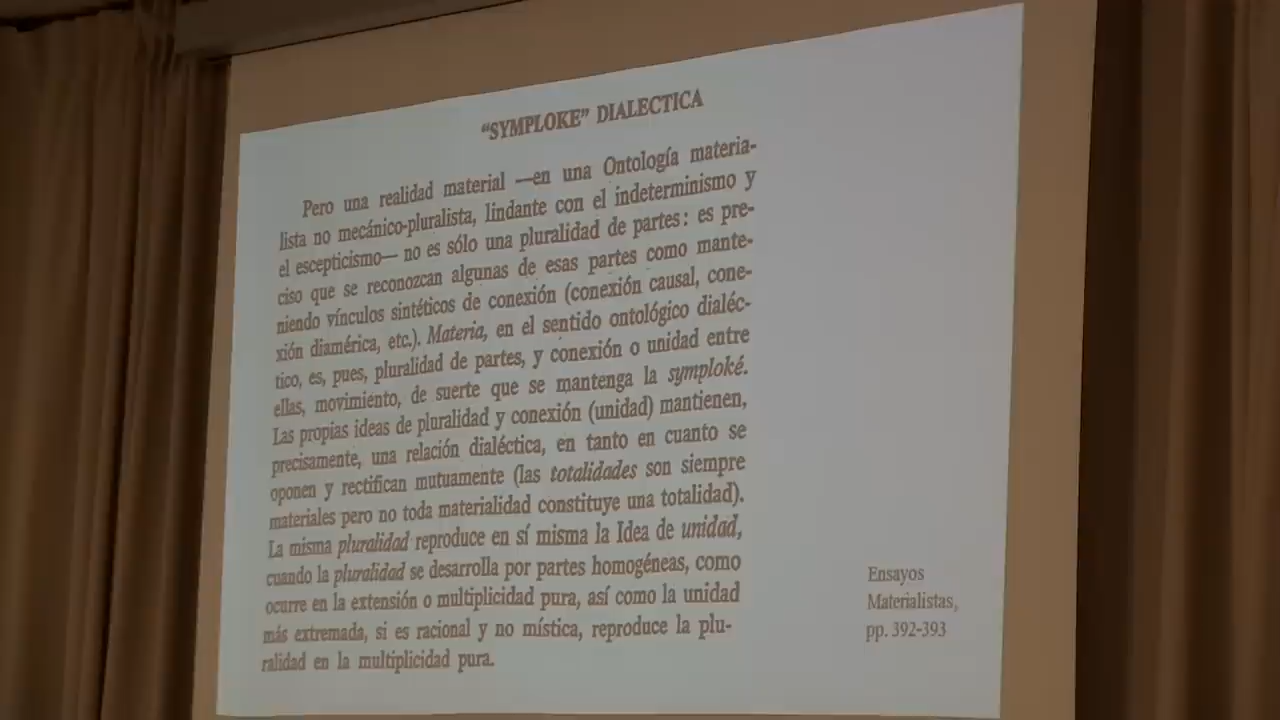 “SYMPLOKE” DIALECTICA
Pero una realidad material —en una Ontología materia-
lista no mecánico-pluralista, lindante con el indeterminismo y
el escepticismo— no es sólo una pluralidad de partes: es pre-
ciso que se reconozcan algunas de esas partes como mante-
niendo vínculos sintéticos de conexión (conexión causal, cone-
xión diamérica, etc.). Materia, en el sentido ontológico dialéc-
tico, es, pues, pluralidad de partes, y conexión o unidad entre
ellas, movimiento, de suerte que se mantenga la symploké.
Las propias ideas de pluralidad y conexión (unidad) mantienen,
precisamente, una relación dialéctica, en tanto en cuanto se
oponen y rectifican mutuamente (las totalidades son siempre
materiales pero no toda materialidad constituye una totalidad).
La misma pluralidad reproduce en sí misma la Idea de unidad,
cuando la pluralidad se desarrolla por partes homogéneas, como
ocurre en la extensión o multiplicidad pura, así como la unidad
más extremada, si es racional y no mística, reproduce la plu-
ralidad en la multiplicidad pura.
Ensayos
Materialistas,
pp. 392-393